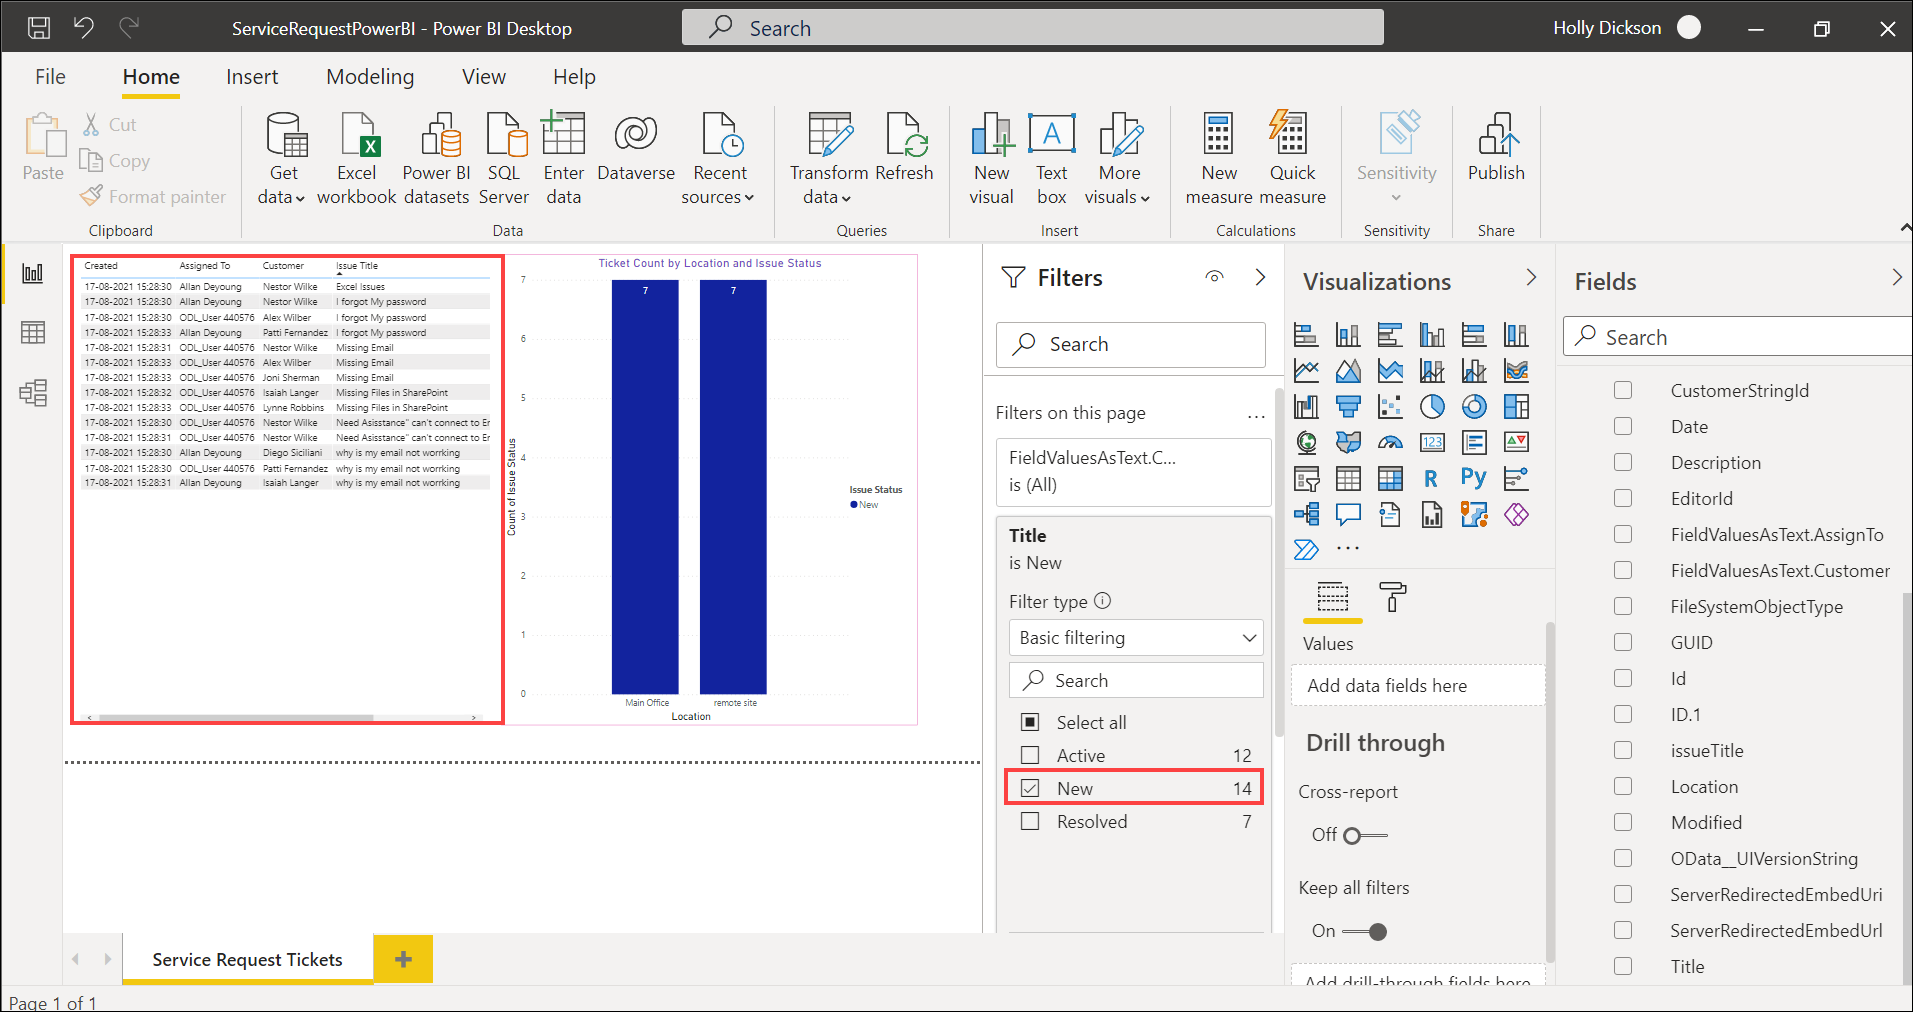 ServiceRequestPowerBI - Power BI Desktop
Search
Holly Dickson
File Home Insert Modeling View Help
Paste
Cut
Copy
Format painter
Clipboard
Get data
Excel workbook
Power BI datasets
SQL Server
Enter data
Dataverse
Recent sources
Data
Transform data
Refresh
Queries
New visual
Text box
More visuals
Insert
New measure
Quick measure
Calculations
Sensitivity
Sensitivity
Publish
Share
Created Assigned To Customer Issue Title
17-08-2021 15:28:30 Allan Deyoung Nestor Wilke Excel Issues
17-08-2021 15:28:30 Allan Deyoung Nestor Wilke I forgot My password
17-08-2021 15:28:30 ODL_User 440576 Alex Wilber I forgot My password
17-08-2021 15:28:33 Allan Deyoung Patti Fernandez I forgot My password
17-08-2021 15:28:31 ODL_User 440576 Nestor Wilke Missing Email
17-08-2021 15:28:33 ODL_User 440576 Alex Wilber Missing Email
17-08-2021 15:28:33 ODL_User 440576 Joni Sherman Missing Email
17-08-2021 15:28:32 ODL_User 440576 Isaiah Langer Missing Files in SharePoint
17-08-2021 15:28:33 ODL_User 440576 Lynne Robbins Missing Files in SharePoint
17-08-2021 15:28:30 ODL_User 440576 Nestor Wilke Need Asisstance" can't connect to Er
17-08-2021 15:28:31 ODL_User 440576 Nestor Wilke Need Asisstance" can't connect to Er
17-08-2021 15:28:30 Allan Deyoung Diego Siciliani why is my email not worrking
17-08-2021 15:28:30 ODL_User 440576 Patti Fernandez why is my email not worrking
17-08-2021 15:28:31 Allan Deyoung Isaiah Langer why is my email not worrking
Ticket Count by Location and Issue Status
7
6
5
4
3
2
1
0
Count of Issue Status
7 7
Main Office remote site
Location
Issue Status
New
Filters
Search
Filters on this page ...
FieldValuesAsText.C...
is (All)
Title
is New
Filter type
Basic filtering
Search
Select all
Active 12
New 14
Resolved 7
Visualizations
123
R Py
...
Values
Add data fields here
Drill through
Cross-report
Off
Keep all filters
On
Add drill-through fields here
Fields
Search
CustomerStringId
Date
Description
EditorId
FieldValuesAsText.AssignTo
FieldValuesAsText.Customer
FileSystemObjectType
GUID
Id
ID.1
issueTitle
Location
Modified
OData__UIVersionString
ServerRedirectedEmbedUri
ServerRedirectedEmbedUrl
Title
Service Request Tickets
Page 1 of 1